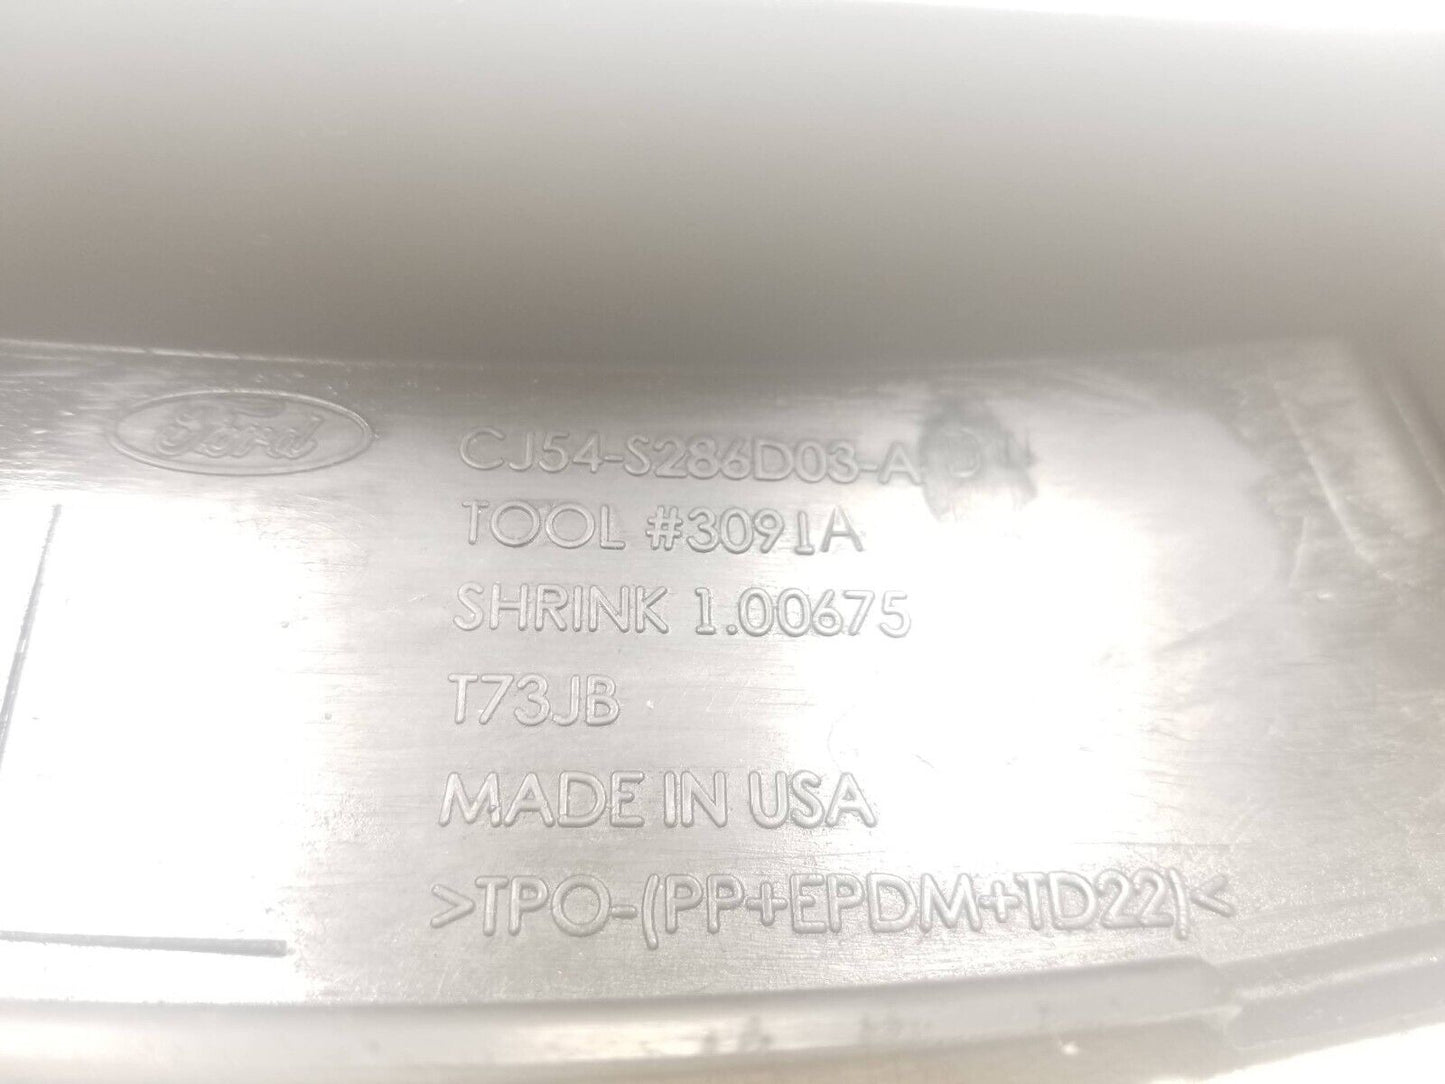 Ford
CJ54-S286D03-A
TOOL #3091A
SHRINK 1.00675
T73JB
MADE IN USA
>TPO-(PP+EPDM+TD22)<